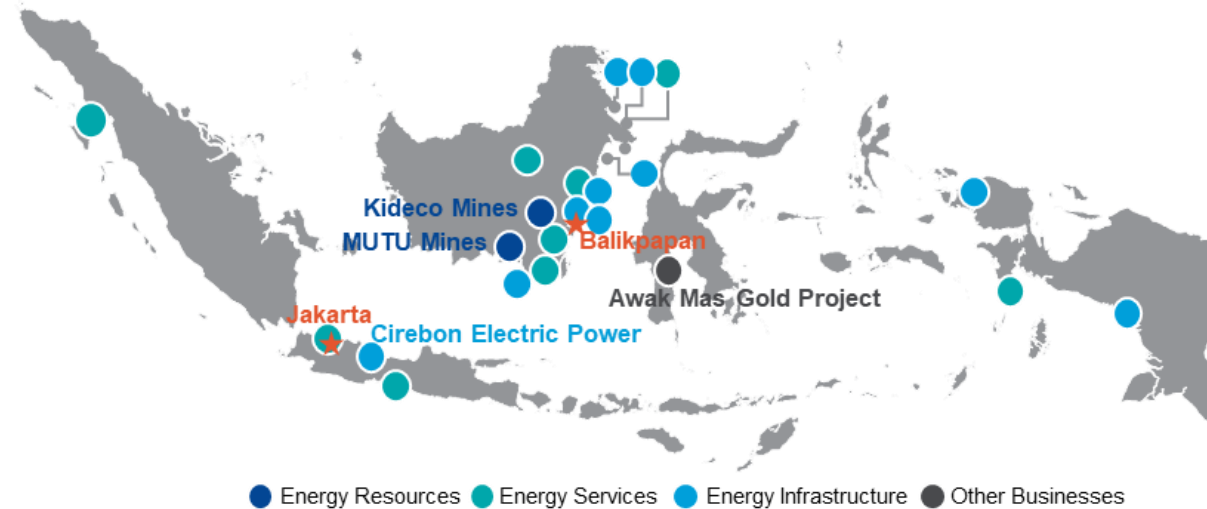 Kideco Mines
MUTU Mines
Balikpapan
Awak Mas Gold Project
Jakarta
Cirebon Electric Power
Energy Resources
Energy Services
Energy Infrastructure
Other Businesses